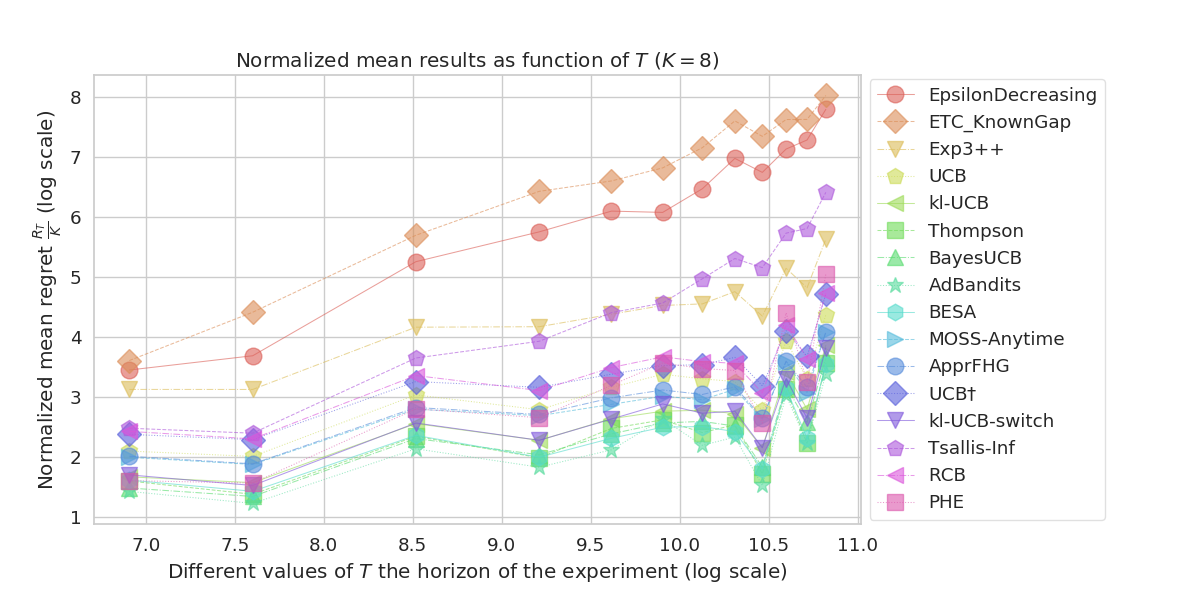 Normalized mean results as function of T (K = 8)
Normalized mean regret R_T/K (log scale)
8
7
6
5
4
3
2
1
7.0 7.5 8.0 8.5 9.0 9.5 10.0 10.5 11.0
Different values of T the horizon of the experiment (log scale)
EpsilonDecreasing
ETC_KnownGap
Exp3++
UCB
kl-UCB
Thompson
BayesUCB
AdBandits
BESA
MOSS-Anytime
ApprFHG
UCB†
kl-UCB-switch
Tsallis-Inf
RCB
PHE